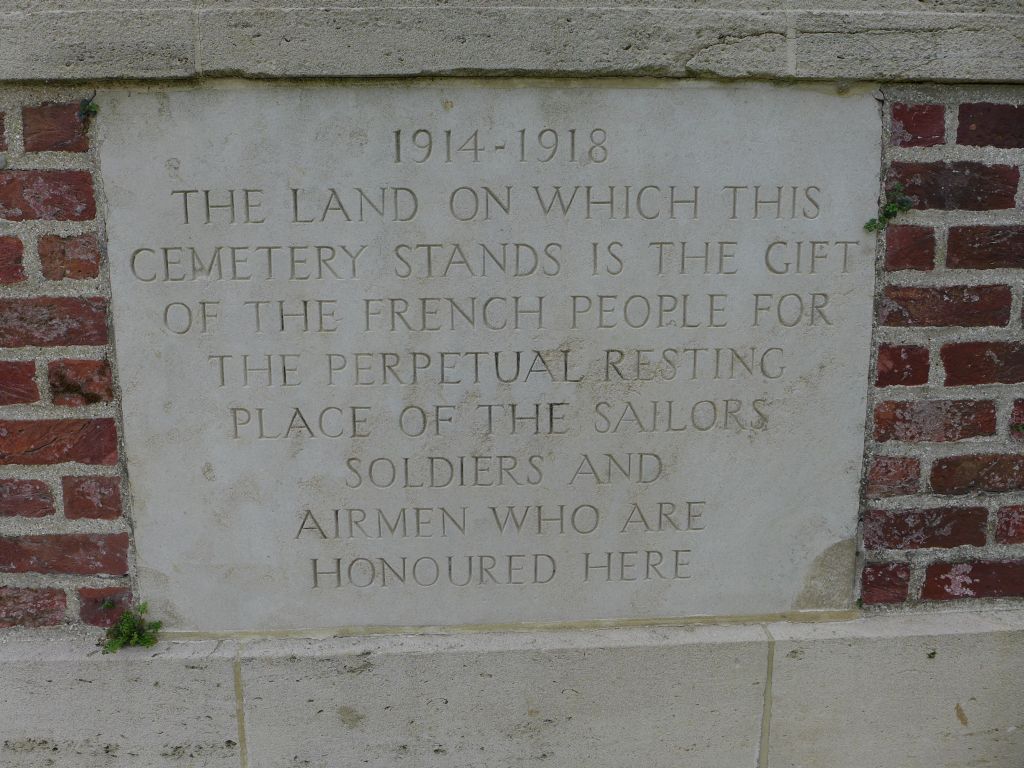 1914-1918
THE LAND ON WHICH THIS
CEMETERY STANDS IS THE GIFT
OF THE FRENCH PEOPLE FOR
THE PERPETUAL RESTING
PLACE OF THE SAILORS
SOLDIERS AND
AIRMEN WHO ARE
HONOURED HERE